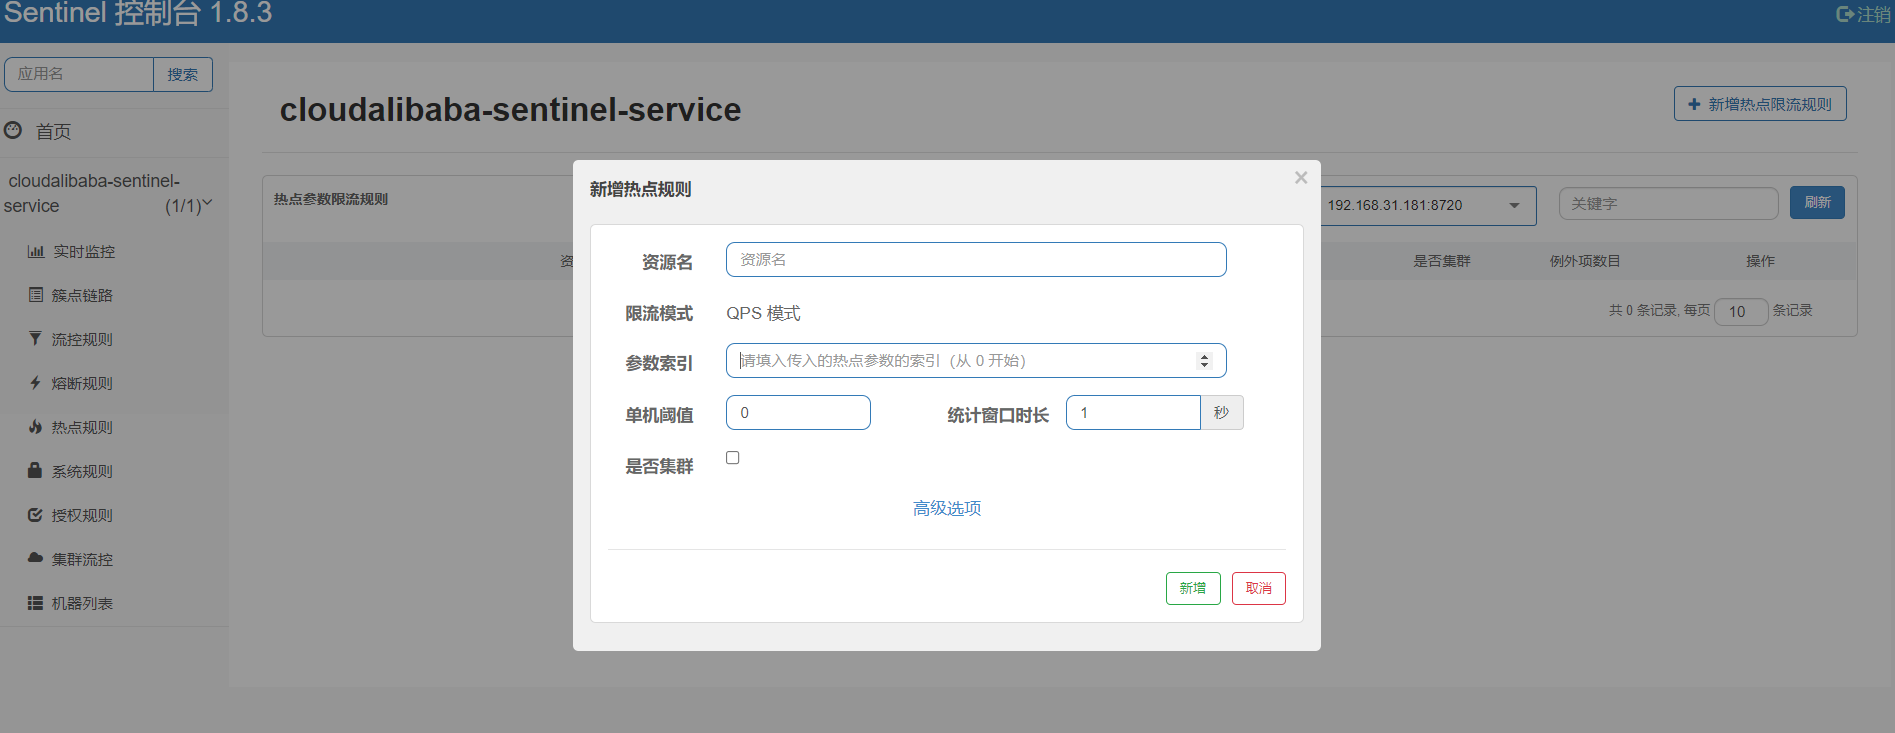 Sentinel 控制台 1.8.3
注销
应用名
搜索
首页
cloudalibaba-sentinel-
service
(1/1)
实时监控
簇点链路
流控规则
熔断规则
热点规则
系统规则
授权规则
集群流控
机器列表
cloudalibaba-sentinel-service
新增热点限流规则
热点参数限流规则
192.168.31.181:8720
关键字
刷新
是否集群
例外项数目
操作
共 0 条记录, 每页
10
条记录
新增热点规则
×
资源名
资源名
限流模式
QPS 模式
参数索引
请填入传入的热点参数的索引（从 0 开始）
单机阈值
0
统计窗口时长
1
秒
是否集群
高级选项
新增
取消